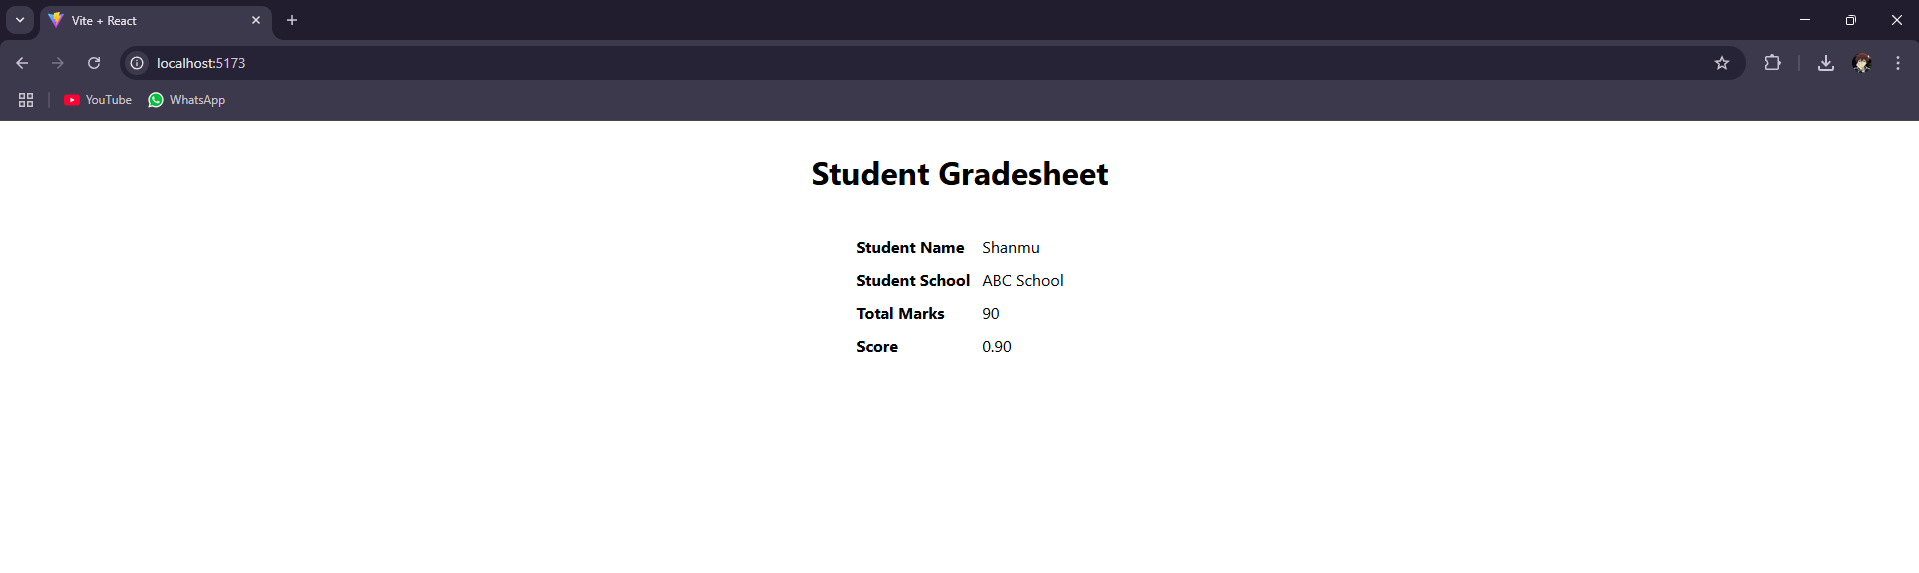 Vite + React
localhost:5173
YouTube WhatsApp
Student Gradesheet
Student Name Shanmu
Student School ABC School
Total Marks 90
Score 0.90